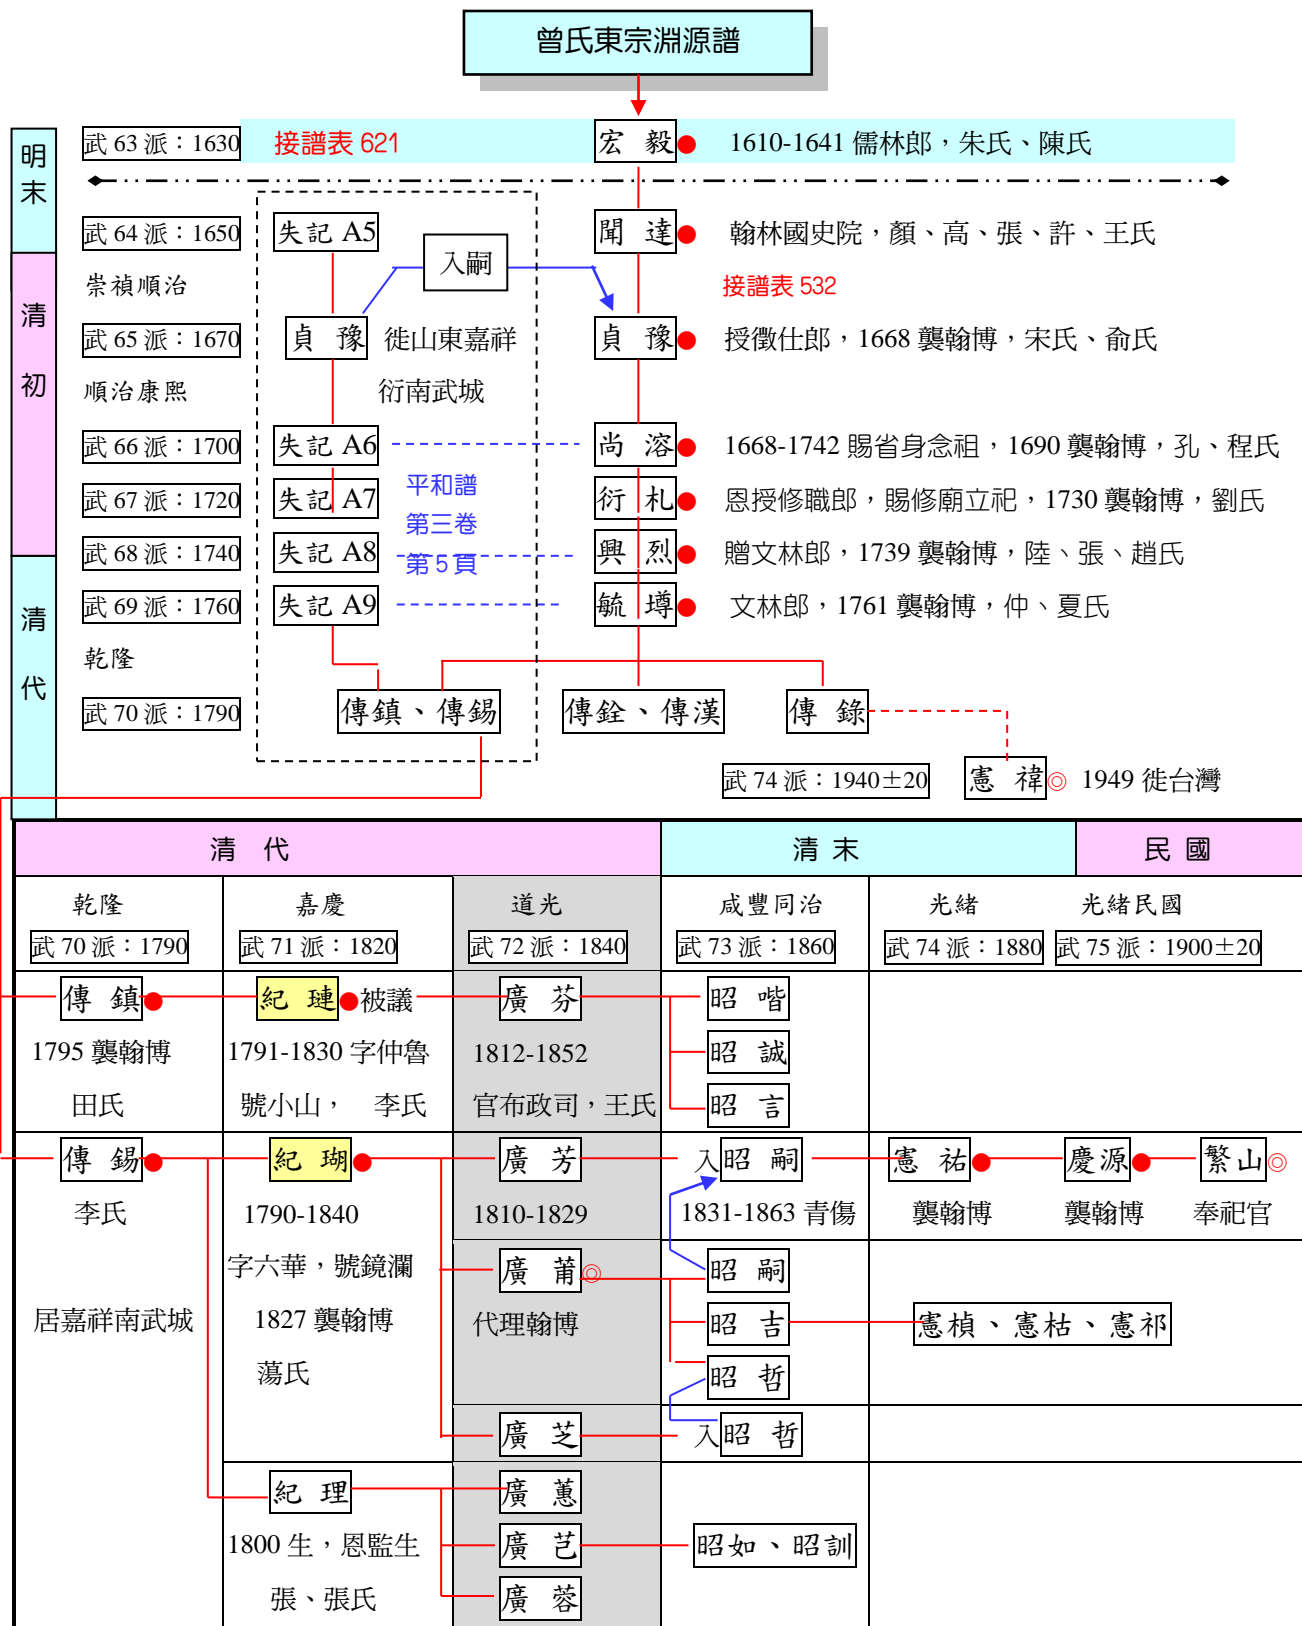 曾氏東宗淵源譜
明末
武 63 派：1630 接譜表 621 宏 毅 1610-1641 儒林郎，朱氏、陳氏
武 64 派：1650 失記 A5 聞 達 翰林國史院，顏、高、張、許、王氏
入嗣
清初
崇禎順治 接譜表 532
武 65 派：1670 貞 豫 徙山東嘉祥 貞 豫 授徵仕郎，1668 襲翰博，宋氏、俞氏
順治康熙 衍南武城
武 66 派：1700 失記 A6 尚 溶 1668-1742 賜省身念祖，1690 襲翰博，孔、程氏
武 67 派：1720 失記 A7 平和譜 衍 札 恩授修職郎，賜修廟立祀，1730 襲翰博，劉氏
第三卷
武 68 派：1740 失記 A8 第 5 頁 興 烈 贈文林郎，1739 襲翰博，陸、張、趙氏
清代
武 69 派：1760 失記 A9 毓 墫 文林郎，1761 襲翰博，仲、夏氏
乾隆
武 70 派：1790 傳鎮、傳錫 傳銓、傳漢 傳 錄
武 74 派：1940±20 憲 禕◎ 1949 徙台灣
清 代 清 末 民 國
乾隆 嘉慶 道光 咸豐同治 光緒 光緒民國
武 70 派：1790 武 71 派：1820 武 72 派：1840 武 73 派：1860 武 74 派：1880 武 75 派：1900±20
傳 鎮 紀 璉 被議 廣 芬 昭 喈
1795 襲翰博 1791-1830 字仲魯 1812-1852 昭 誠
田氏 號小山， 李氏 官布政司，王氏 昭 言
傳 錫 紀 瑚 廣 芳 入昭 嗣 憲 祐 慶源 繁山◎
李氏 1790-1840 1810-1829 1831-1863 青傷 襲翰博 襲翰博 奉祀官
字六華，號鏡瀾 廣 莆◎ 昭 嗣
居嘉祥南武城 1827 襲翰博 代理翰博 昭 吉 憲楨、憲枯、憲祁
蕩氏 昭 哲
廣 芝 入昭 哲
紀 理 廣 蕙
1800 生，恩監生 廣 芑 昭如、昭訓
張、張氏 廣 蓉